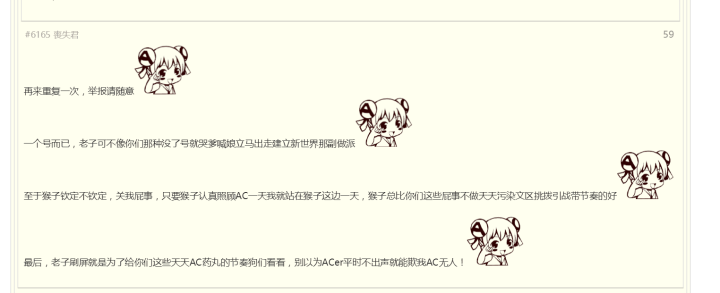 #6165 丧失君 59
再来重复一次，举报请随意
一个号而已，老子可不像你们那种没了号就哭爹喊娘立马出走建立新世界那副做派
至于猴子钦定不钦定，关我屁事，只要猴子认真照顾AC一天我就站在猴子这边一天，猴子总比你们这些屁事不做天天污染文区挑拨引战带节奏的好
最后，老子刷屏就是为了给你们这些天天AC药丸的节奏狗们看看，别以为ACer平时不出声就能欺我AC无人！